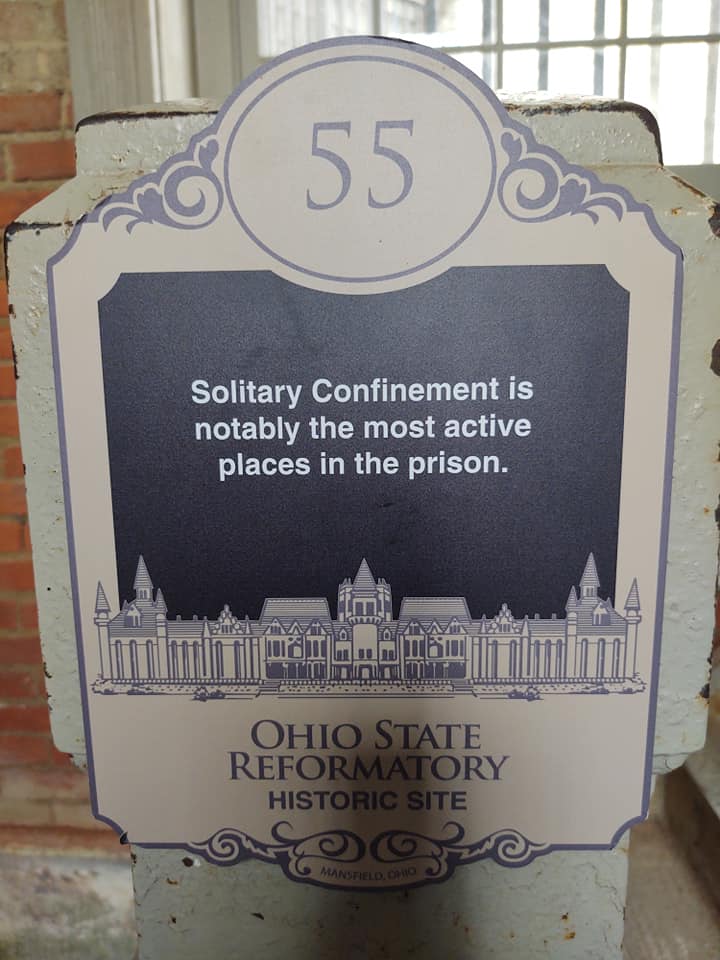 55
Solitary Confinement is
notably the most active
places in the prison.
OHIO STATE
REFORMATORY
HISTORIC SITE
MANSFIELD, OHIO